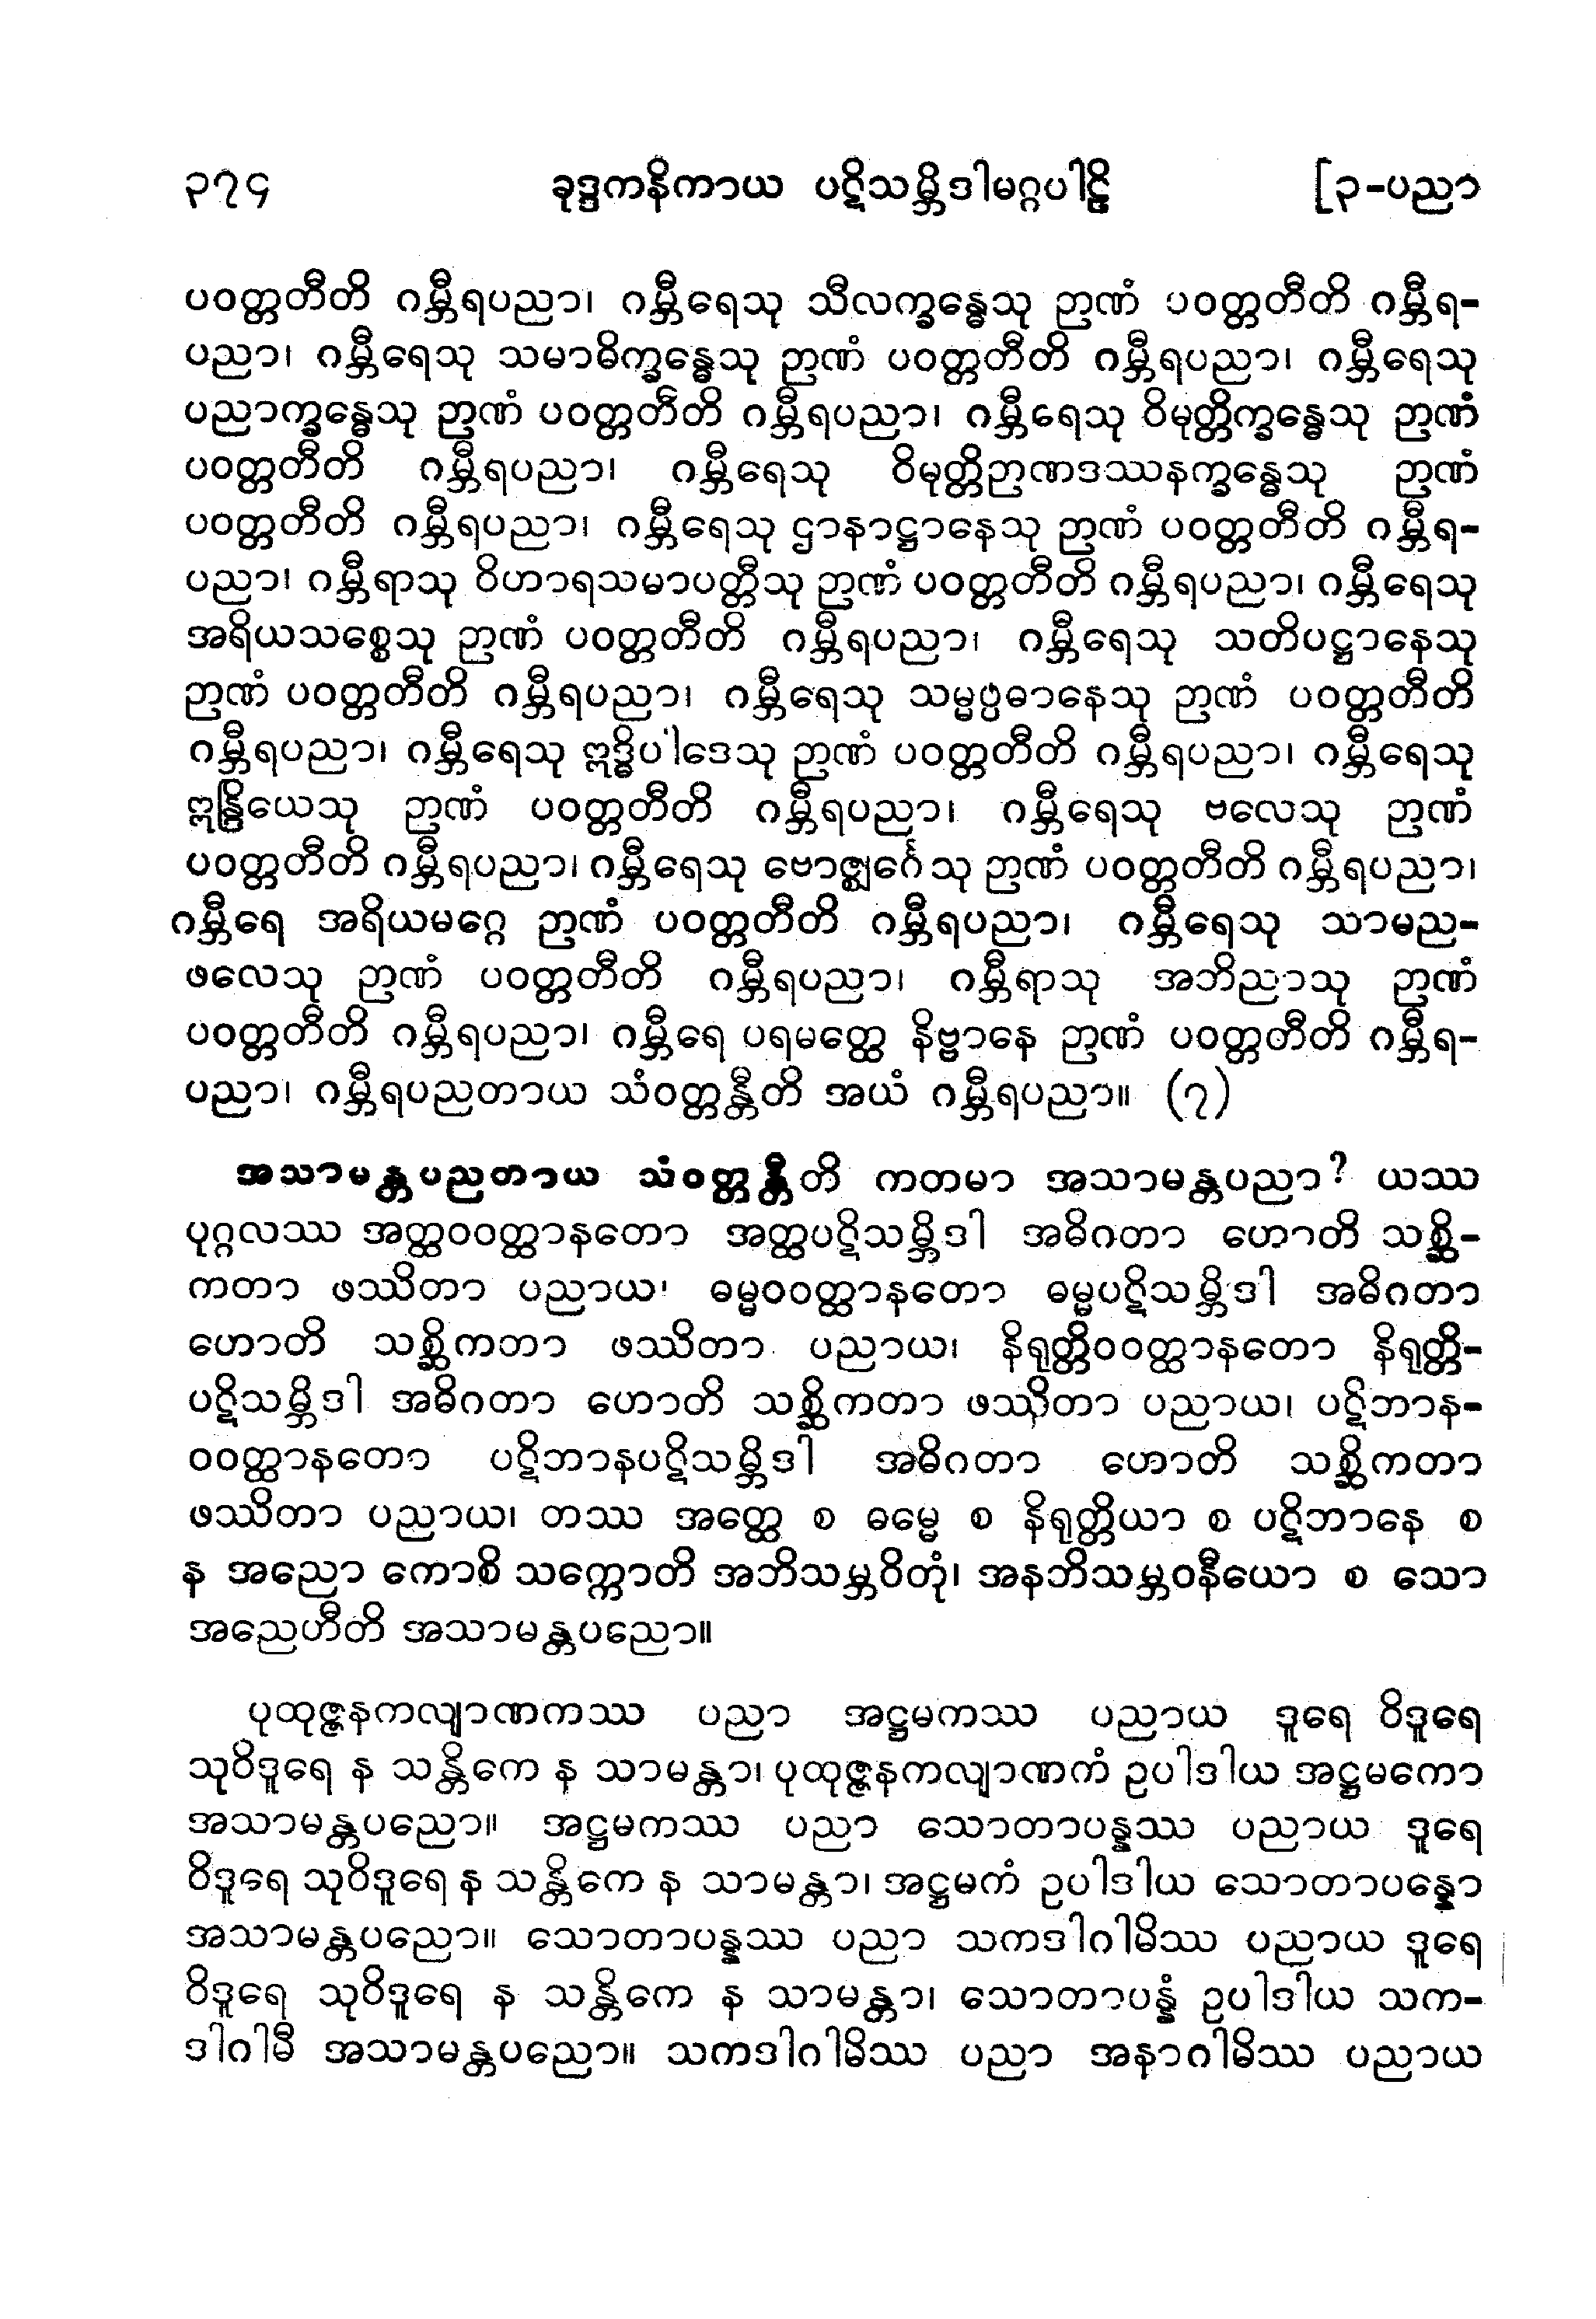 ၃၇၄ ခုဒ္ဒကနိကာယ ပဋိသမ္ဘိဒါမဂ္ဂပါဠိ [၃-ပညာ
ပဝတ္တတီတိ ဂမ္ဘီရပညာ၊ ဂမ္ဘီရေသု သီလက္ခန္ဓေသု ဉာဏံ ပဝတ္တတီတိ ဂမ္ဘီရ-
ပညာ၊ ဂမ္ဘီရေသု သမာဓိက္ခန္ဓေသု ဉာဏံ ပဝတ္တတီတိ ဂမ္ဘီရပညာ၊ ဂမ္ဘီရေသု
ပညာက္ခန္ဓေသု ဉာဏံ ပဝတ္တတီတိ ဂမ္ဘီရပညာ၊ ဂမ္ဘီရေသု ဝိမုတ္တိက္ခန္ဓေသု ဉာဏံ
ပဝတ္တတီတိ ဂမ္ဘီရပညာ၊ ဂမ္ဘီရေသု ဝိမုတ္တိဉာဏဒဿနက္ခန္ဓေသု ဉာဏံ
ပဝတ္တတီတိ ဂမ္ဘီရပညာ၊ ဂမ္ဘီရေသု ဌာနာဋ္ဌာနေသု ဉာဏံ ပဝတ္တတီတိ ဂမ္ဘီရ-
ပညာ၊ ဂမ္ဘီရာသု ဝိဟာရသမာပတ္တီသု ဉာဏံ ပဝတ္တတီတိ ဂမ္ဘီရပညာ၊ ဂမ္ဘီရေသု
အရိယသစ္စေသု ဉာဏံ ပဝတ္တတီတိ ဂမ္ဘီရပညာ၊ ဂမ္ဘီရေသု သတိပဋ္ဌာနေသု
ဉာဏံ ပဝတ္တတီတိ ဂမ္ဘီရပညာ၊ ဂမ္ဘီရေသု သမ္မပ္ပဓာနေသု ဉာဏံ ပဝတ္တတီတိ
ဂမ္ဘီရပညာ၊ ဂမ္ဘီရေသု ဣဒ္ဓိပါဒေသု ဉာဏံ ပဝတ္တတီတိ ဂမ္ဘီရပညာ၊ ဂမ္ဘီရေသု
ဣန္ဒြိယေသု ဉာဏံ ပဝတ္တတီတိ ဂမ္ဘီရပညာ၊ ဂမ္ဘီရေသု ဗလေသု ဉာဏံ
ပဝတ္တတီတိ ဂမ္ဘီရပညာ၊ ဂမ္ဘီရေသု ဗောဇ္ဈင်္ဂေသု ဉာဏံ ပဝတ္တတီတိ ဂမ္ဘီရပညာ၊
ဂမ္ဘီရေ အရိယမဂ္ဂေ ဉာဏံ ပဝတ္တတီတိ ဂမ္ဘီရပညာ၊ ဂမ္ဘီရေသု သာမည-
ဖလေသု ဉာဏံ ပဝတ္တတီတိ ဂမ္ဘီရပညာ၊ ဂမ္ဘီရာသု အဘိညာသု ဉာဏံ
ပဝတ္တတီတိ ဂမ္ဘီရပညာ၊ ဂမ္ဘီရေ ပရမတ္ထေ နိဗ္ဗာနေ ဉာဏံ ပဝတ္တတီတိ ဂမ္ဘီရ-
ပညာ၊ ဂမ္ဘီရပညတာယ သံဝတ္တန္တီတိ အယံ ဂမ္ဘီရပညာ။ (၇)
အသာမန္တပညတာယ သံဝတ္တန္တီတိ ကတမာ အသာမန္တပညာ? ယဿ
ပုဂ္ဂလဿ အတ္ထဝဝတ္ထာနတော အတ္ထပဋိသမ္ဘိဒါ အဓိဂတာ ဟောတိ သစ္ဆိ-
ကတာ ဖဿိတာ ပညာယ၊ ဓမ္မဝဝတ္ထာနတော ဓမ္မပဋိသမ္ဘိဒါ အဓိဂတာ
ဟောတိ သစ္ဆိကဘာ ဖဿိတာ ပညာယ၊ နိရုတ္တိဝဝတ္ထာနတော နိရုတ္တိ-
ပဋိသမ္ဘိဒါ အဓိဂတာ ဟောတိ သစ္ဆိကတာ ဖဿိတာ ပညာယ၊ ပဋိဘာန-
ဝဝတ္ထာနတော ပဋိဘာနပဋိသမ္ဘိဒါ အဓိဂတာ ဟောတိ သစ္ဆိကတာ
ဖဿိတာ ပညာယ၊ တဿ အတ္ထေ စ ဓမ္မေ စ နိရုတ္တိယာ စ ပဋိဘာနေ စ
န အညော ကောစိ သက္ကောတိ အဘိသမ္ဘဝိတုံ၊ အနဘိသမ္ဘဝနီယော စ သော
အညေဟီတိ အသာမန္တပညော။
ပုထုဇ္ဇနကလျာဏကဿ ပညာ အဋ္ဌမကဿ ပညာယ ဒူရေ ဝိဒူရေ
သုဝိဒူရေ န သန္တိကေ န သာမန္တာ၊ ပုထုဇ္ဇနကလျာဏကံ ဥပါဒါယ အဋ္ဌမကော
အသာမန္တပညော။ အဋ္ဌမကဿ ပညာ သောတာပန္နဿ ပညာယ ဒူရေ
ဝိဒူရေ သုဝိဒူရေ န သန္တိကေ န သာမန္တာ၊ အဋ္ဌမကံ ဥပါဒါယ သောတာပန္နော
အသာမန္တပညော။ သောတာပန္နဿ ပညာ သကဒါဂါမိဿ ပညာယ ဒူရေ
ဝိဒူရေ သုဝိဒူရေ န သန္တိကေ န သာမန္တာ၊ သောတာပန္နံ ဥပါဒါယ သက-
ဒါဂါမီ အသာမန္တပညော။ သကဒါဂါမိဿ ပညာ အနာဂါမိဿ ပညာယ